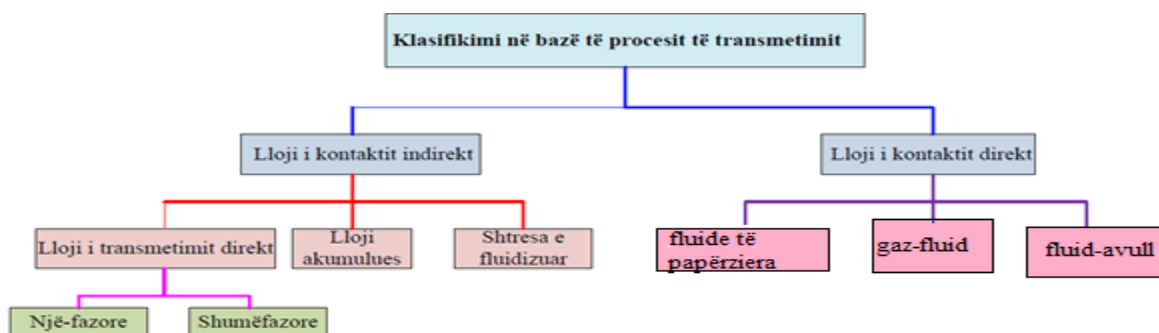 Klasifikimi në bazë të procesit të transmetimit
Lloji i kontaktit indirekt
Lloji i kontaktit direkt
Lloji i transmetimit direkt
Lloji
akumulues
Shtresa e
fluidizuar
fluide të
papërziera
gaz-fluid
fluid-avull
Një-fazore
Shumëfazore